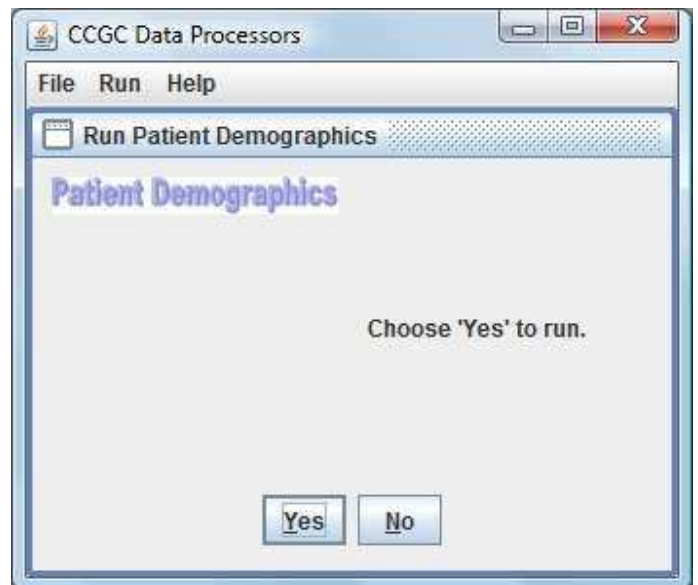 CCGC Data Processors
File Run Help
Run Patient Demographics
Patient Demographics
Choose 'Yes' to run.
Yes No